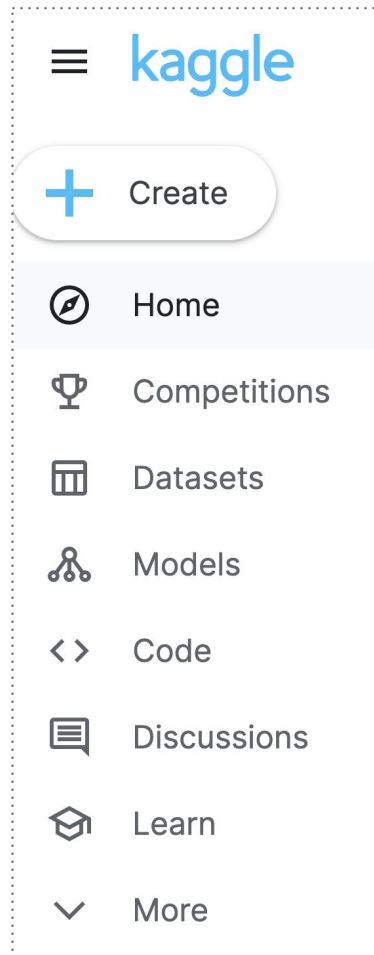 kaggle
Create
Home
Competitions
Datasets
Models
Code
Discussions
Learn
More